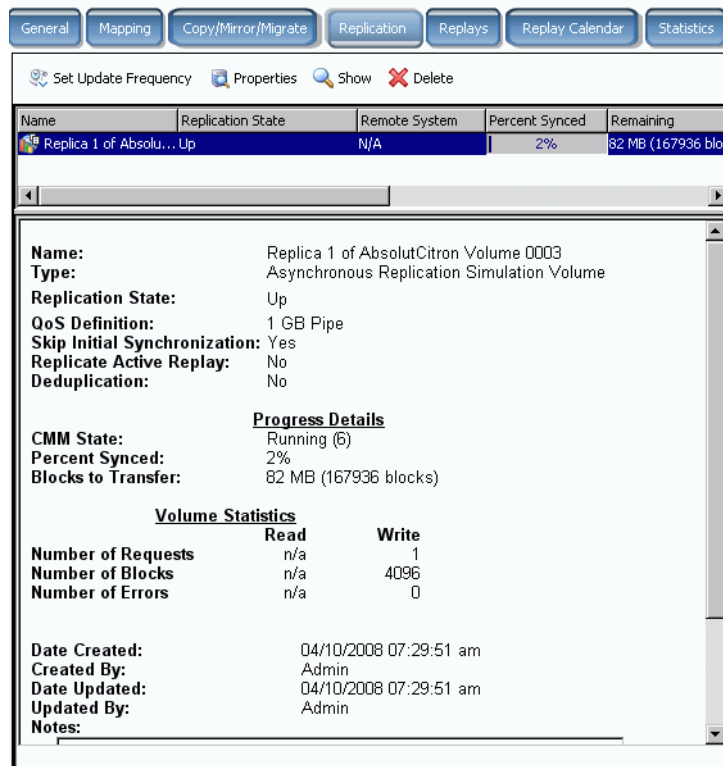 General Mapping Copy/Mirror/Migrate Replication Replays Replay Calendar Statistics
Set Update Frequency Properties Show Delete
Name Replication State Remote System Percent Synced Remaining
Replica 1 of Absolu... Up N/A 2% 82 MB (167936 blo
Name: Replica 1 of AbsolutCitron Volume 0003
Type: Asynchronous Replication Simulation Volume
Replication State: Up
QoS Definition: 1 GB Pipe
Skip Initial Synchronization: Yes
Replicate Active Replay: No
Deduplication: No
Progress Details
CMM State: Running (6)
Percent Synced: 2%
Blocks to Transfer: 82 MB (167936 blocks)
Volume Statistics
Read Write
Number of Requests n/a 1
Number of Blocks n/a 4096
Number of Errors n/a 0
Date Created: 04/10/2008 07:29:51 am
Created By: Admin
Date Updated: 04/10/2008 07:29:51 am
Updated By: Admin
Notes: